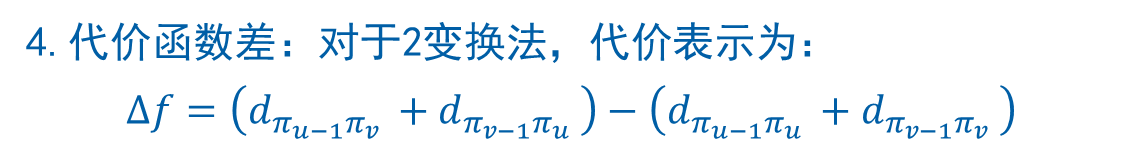 4. 代价函数差：对于2变换法，代价表示为：
Δf = (d_{π_{u−1}π_v} + d_{π_{v−1}π_u}) − (d_{π_{u−1}π_u} + d_{π_{v−1}π_v})